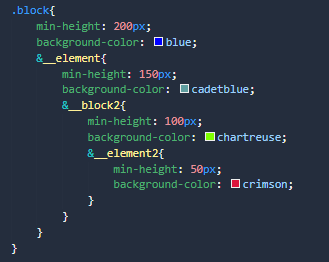 .block{
min-height: 200px;
background-color: blue;
&__element{
min-height: 150px;
background-color: cadetblue;
&__block2{
min-height: 100px;
background-color: chartreuse;
&__element2{
min-height: 50px;
background-color: crimson;
}
}
}
}